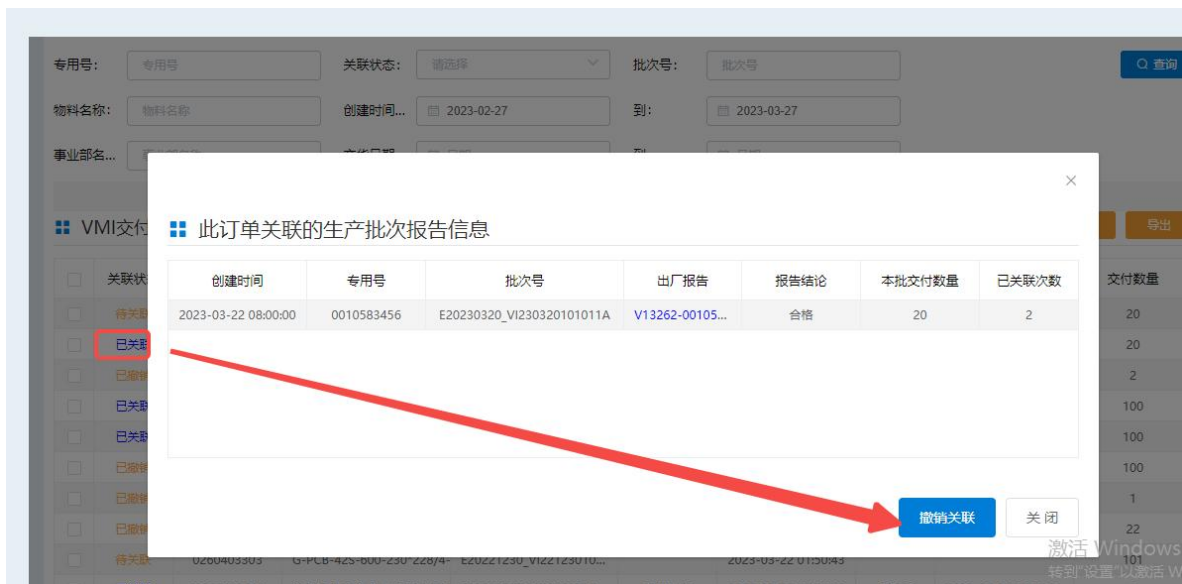 专用号： 专用号 关联状态： 请选择 批次号： 批次号 查询
物料名称： 物料名称 创建时间... 2023-02-27 到： 2023-03-27
事业部名...
VMI交付 导出
此订单关联的生产批次报告信息
关联状 创建时间 专用号 批次号 出厂报告 报告结论 本批交付数量 已关联次数 交付数量
待关联 2023-03-22 08:00:00 0010583456 E20230320_VI230320101011A V13262-00105... 合格 20 2 20
已关联 20
已撤销 2
已关联 100
已关联 100
已撤销 100
已撤销 1
撤销关联 关闭
已撤销 22
激活 Windows
待关联 0260403303 G-PCB-42S-600-230*228/4- E20221230_VI22123010... 2023-03-22 01:50:43 101
转到"设置"以激活 W